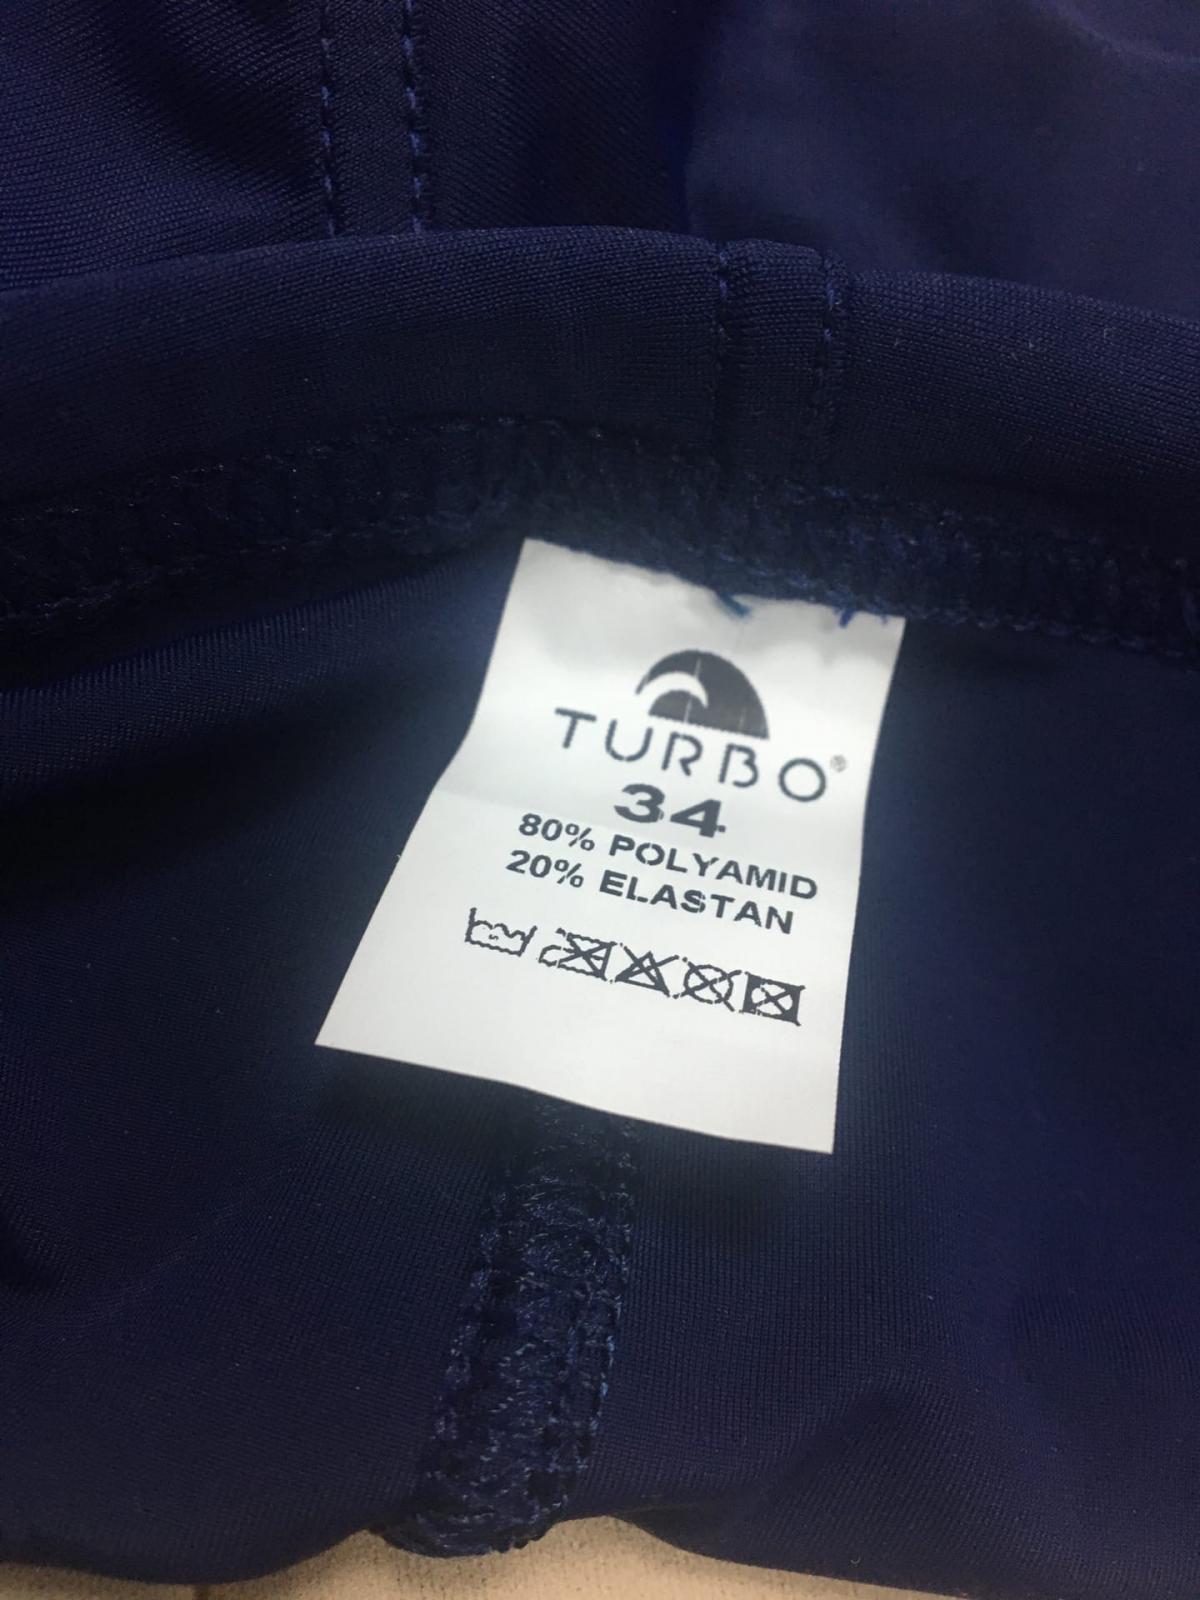 TURBO®
34
80% POLYAMID
20% ELASTAN